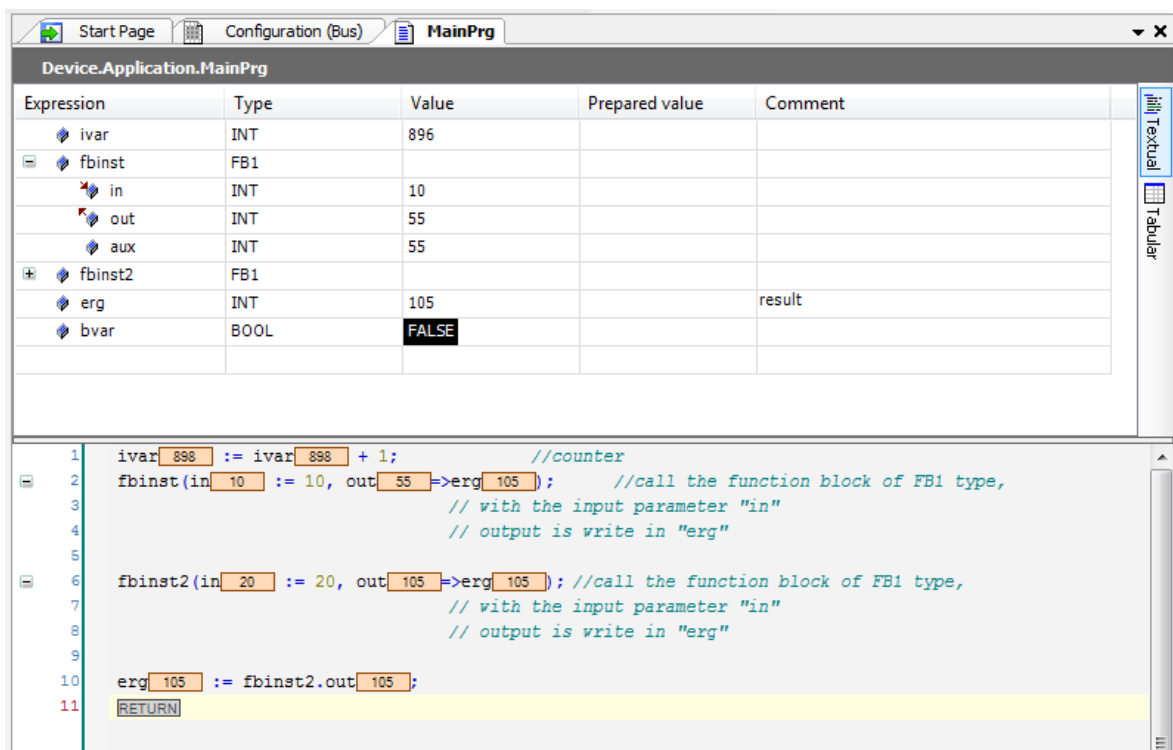 Start Page Configuration (Bus) MainPrg
Device.Application.MainPrg
Expression Type Value Prepared value Comment
ivar INT 896
fbinst FB1
in INT 10
out INT 55
aux INT 55
fbinst2 FB1
erg INT 105 result
bvar BOOL FALSE
Textual
Tabular
1 ivar 898 := ivar 898 + 1; //counter
2 fbinst(in 10 := 10, out 55 =>erg 105 ); //call the function block of FB1 type,
3 // with the input parameter "in"
4 // output is write in "erg"
5
6 fbinst2(in 20 := 20, out 105 =>erg 105 ); //call the function block of FB1 type,
7 // with the input parameter "in"
8 // output is write in "erg"
9
10 erg 105 := fbinst2.out 105 ;
11 RETURN